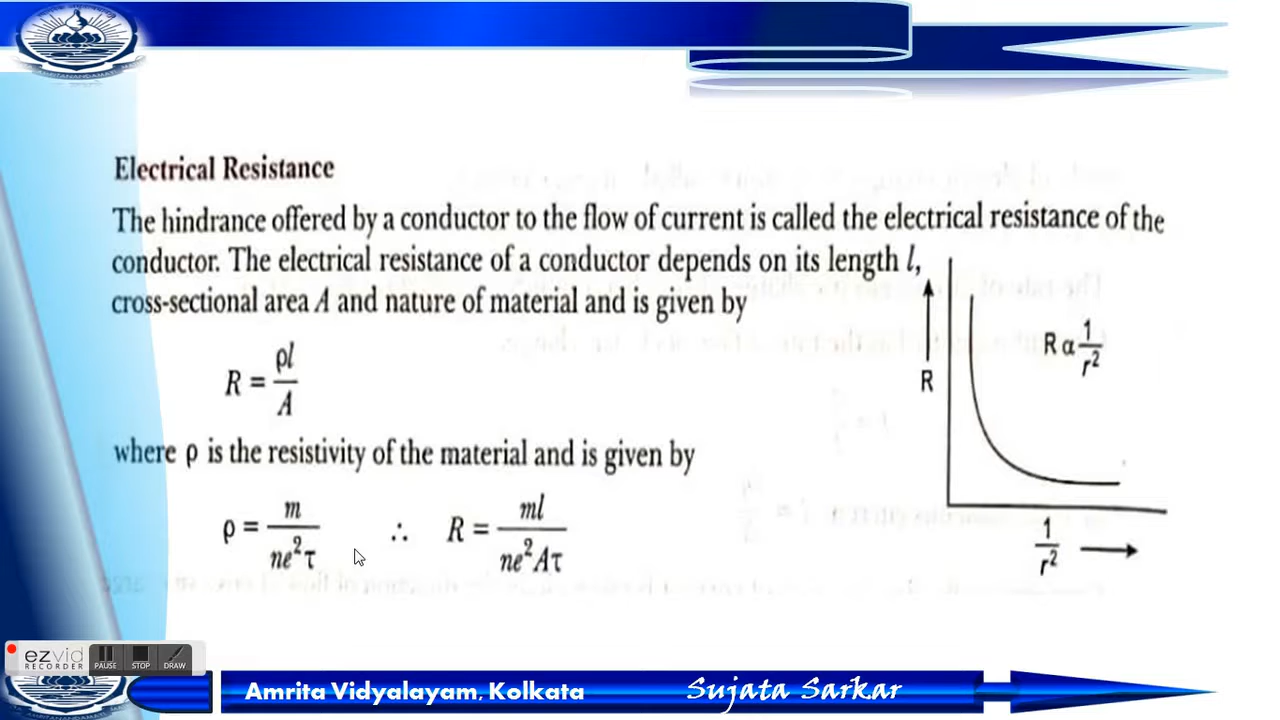 Electrical Resistance
The hindrance offered by a conductor to the flow of current is called the electrical resistance of the
conductor. The electrical resistance of a conductor depends on its length l,
cross-sectional area A and nature of material and is given by
R = ρl / A
where ρ is the resistivity of the material and is given by
ρ = m / ne²τ ∴ R = ml / ne²Aτ
R α 1/r²
R
1/r²
ezvid
RECORDER
PAUSE STOP DRAW
Amrita Vidyalayam, Kolkata Sujata Sarkar